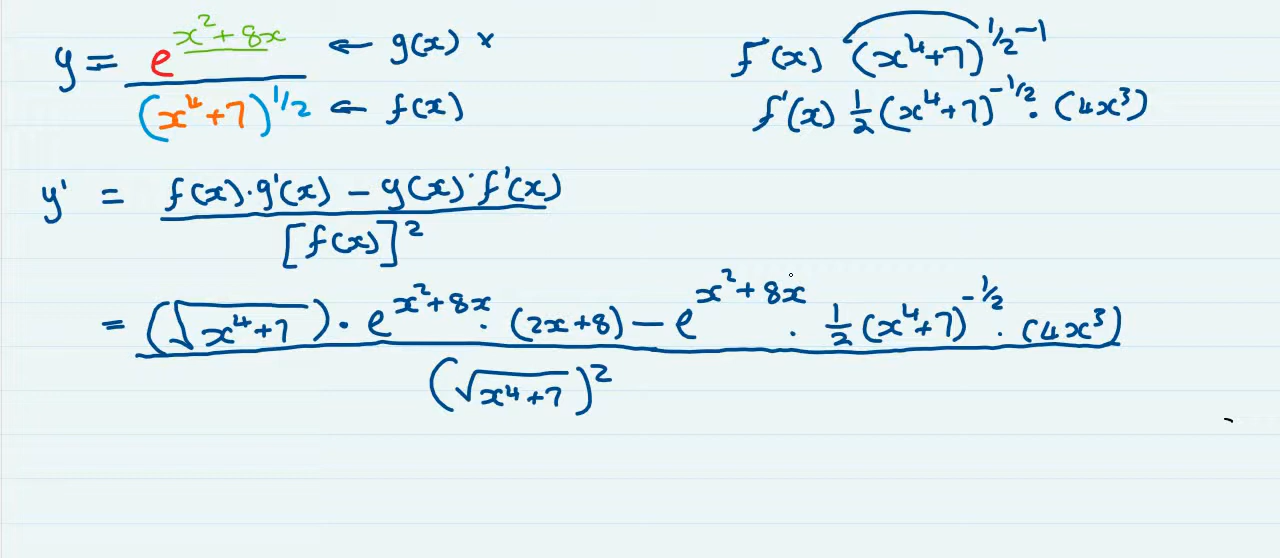 y = e^(x² + 8x) / (x⁴ + 7)^(1/2) ← g(x) × ← f(x)
f (x) (x⁴+7)^(1/2 - 1)
f'(x) 1/2 (x⁴+7)^(-1/2) · (4x³)
y' = f(x)·g'(x) - g(x)·f'(x) / [f(x)]²
= (√(x⁴+7)) · e^(x²+8x) · (2x+8) - e^(x²+8x) · 1/2 (x⁴+7)^(-1/2) · (4x³) / (√(x⁴+7))²